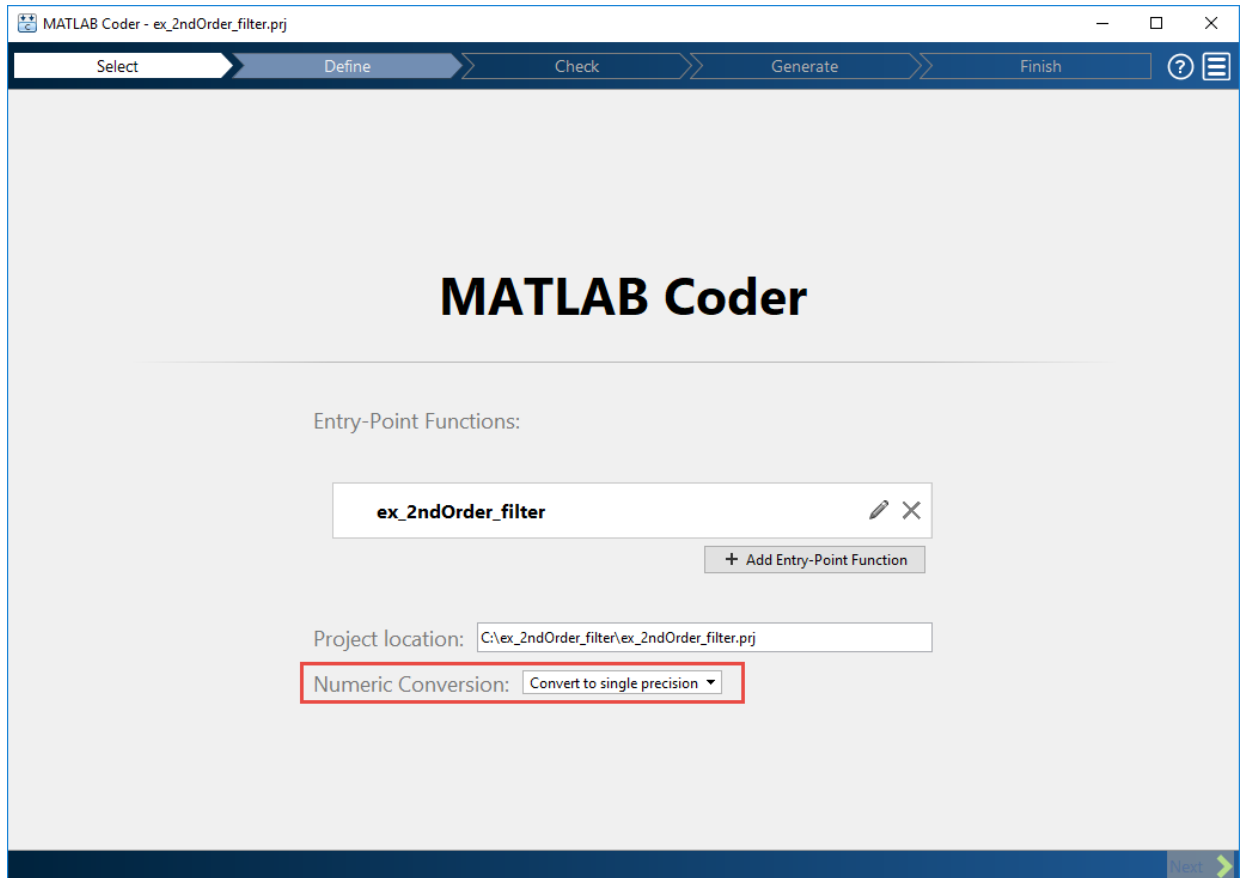 MATLAB Coder - ex_2ndOrder_filter.prj
Select Define Check Generate Finish ?
MATLAB Coder
Entry-Point Functions:
ex_2ndOrder_filter
+ Add Entry-Point Function
Project location: C:\ex_2ndOrder_filter\ex_2ndOrder_filter.prj
Numeric Conversion: Convert to single precision
Next